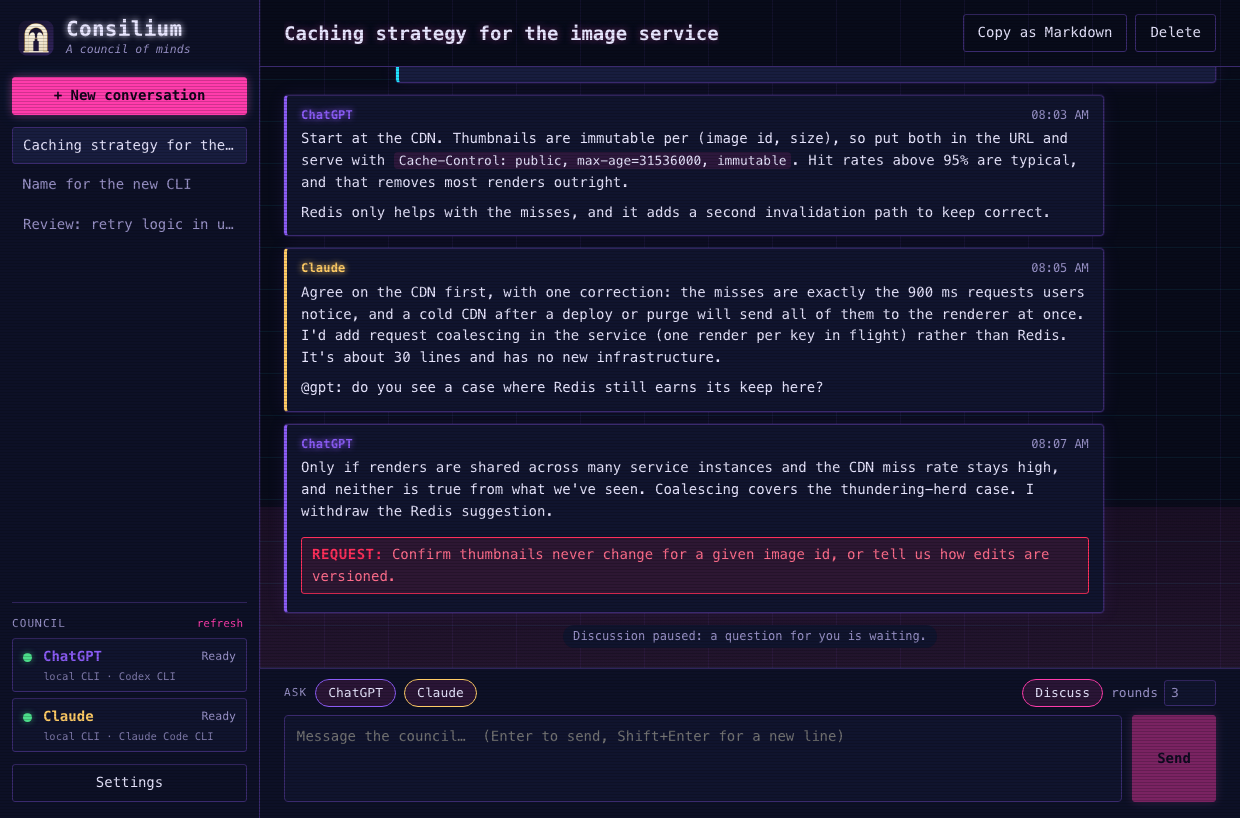 Consilium
A council of minds
+ New conversation
Caching strategy for the…
Name for the new CLI
Review: retry logic in u…
COUNCIL
refresh
ChatGPT
Ready
local CLI · Codex CLI
Claude
Ready
local CLI · Claude Code CLI
Settings
Caching strategy for the image service
Copy as Markdown
Delete
ChatGPT
08:03 AM
Start at the CDN. Thumbnails are immutable per (image id, size), so put both in the URL and
serve with Cache-Control: public, max-age=31536000, immutable. Hit rates above 95% are typical,
and that removes most renders outright.
Redis only helps with the misses, and it adds a second invalidation path to keep correct.
Claude
08:05 AM
Agree on the CDN first, with one correction: the misses are exactly the 900 ms requests users
notice, and a cold CDN after a deploy or purge will send all of them to the renderer at once.
I'd add request coalescing in the service (one render per key in flight) rather than Redis.
It's about 30 lines and has no new infrastructure.
@gpt: do you see a case where Redis still earns its keep here?
ChatGPT
08:07 AM
Only if renders are shared across many service instances and the CDN miss rate stays high,
and neither is true from what we've seen. Coalescing covers the thundering-herd case. I
withdraw the Redis suggestion.
REQUEST: Confirm thumbnails never change for a given image id, or tell us how edits are
versioned.
Discussion paused: a question for you is waiting.
ASK
ChatGPT
Claude
Discuss
rounds
3
Message the council… (Enter to send, Shift+Enter for a new line)
Send